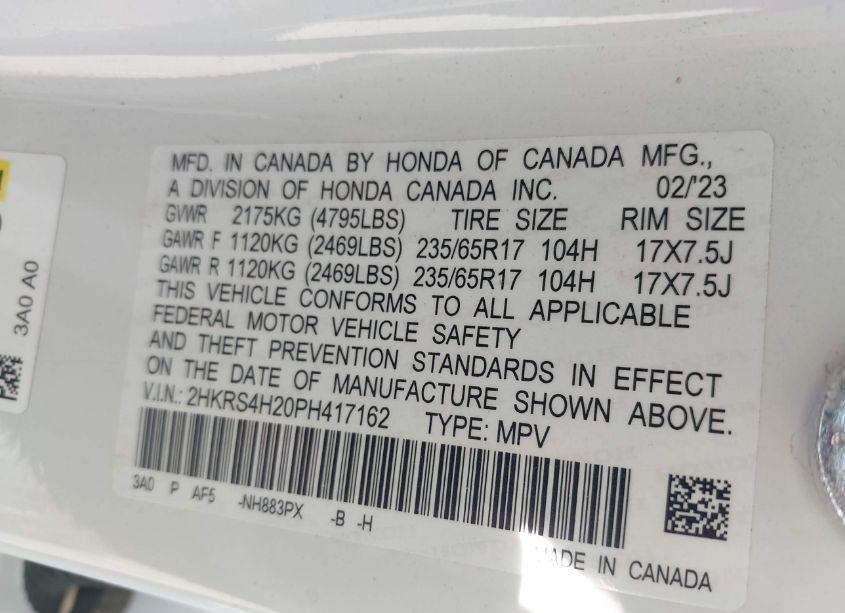 MFD. IN CANADA BY HONDA OF CANADA MFG.,
A DIVISION OF HONDA CANADA INC. 02/'23
GVWR 2175KG (4795LBS) TIRE SIZE RIM SIZE
GAWR F 1120KG (2469LBS) 235/65R17 104H 17X7.5J
GAWR R 1120KG (2469LBS) 235/65R17 104H 17X7.5J
THIS VEHICLE CONFORMS TO ALL APPLICABLE
FEDERAL MOTOR VEHICLE SAFETY
AND THEFT PREVENTION STANDARDS IN EFFECT
ON THE DATE OF MANUFACTURE SHOWN ABOVE.
V.I.N.: 2HKRS4H20PH417162 TYPE: MPV
3A0 P AF5 -NH883PX -B -H
MADE IN CANADA
3A0 A0